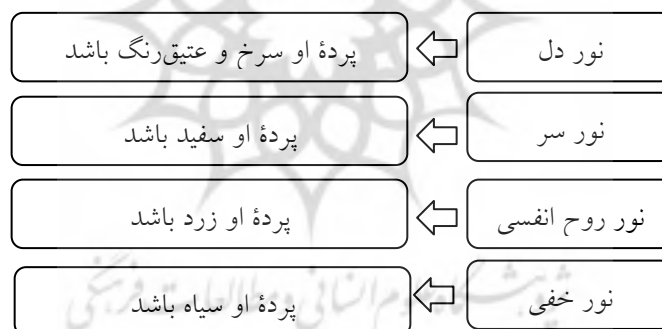 نور دل
پردهٔ او سرخ و عتیق‌رنگ باشد
نور سر
پردهٔ او سفید باشد
نور روح انفسی
پردهٔ او زرد باشد
نور خفی
پردهٔ او سیاه باشد